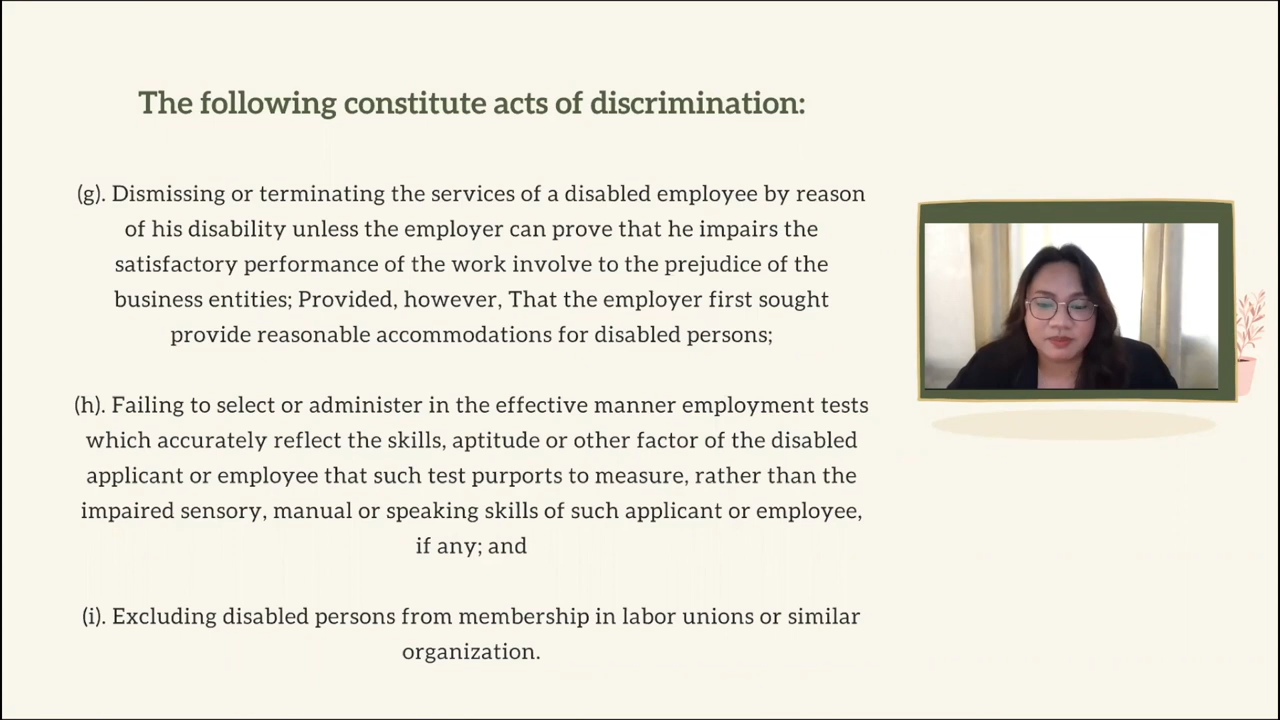 The following constitute acts of discrimination:
(g). Dismissing or terminating the services of a disabled employee by reason
of his disability unless the employer can prove that he impairs the
satisfactory performance of the work involve to the prejudice of the
business entities; Provided, however, That the employer first sought
provide reasonable accommodations for disabled persons;
(h). Failing to select or administer in the effective manner employment tests
which accurately reflect the skills, aptitude or other factor of the disabled
applicant or employee that such test purports to measure, rather than the
impaired sensory, manual or speaking skills of such applicant or employee,
if any; and
(i). Excluding disabled persons from membership in labor unions or similar
organization.